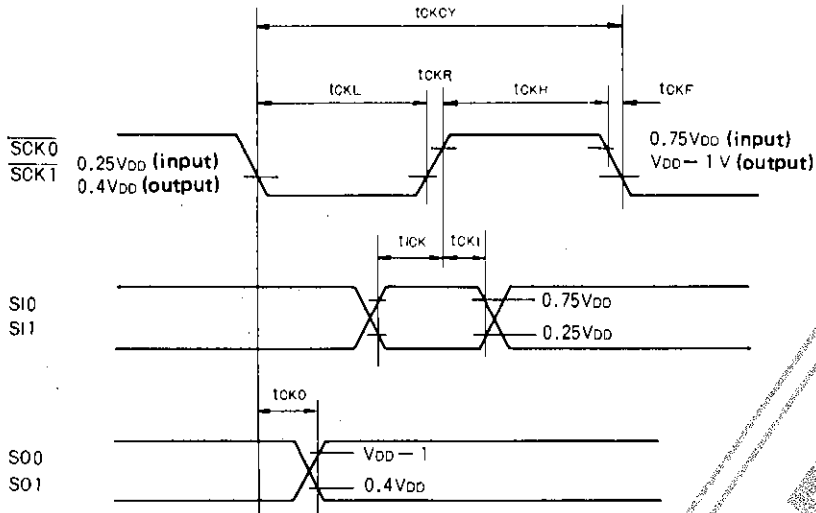 tCKCY
tCKR
tCKL
tCKH
tCKF
SCK0
SCK1
0.25VDD (input)
0.4VDD (output)
0.75VDD (input)
VDD-1V (output)
tICK
tCKI
SI0
SI1
0.75VDD
0.25VDD
tCKO
SO0
SO1
VDD-1
0.4VDD